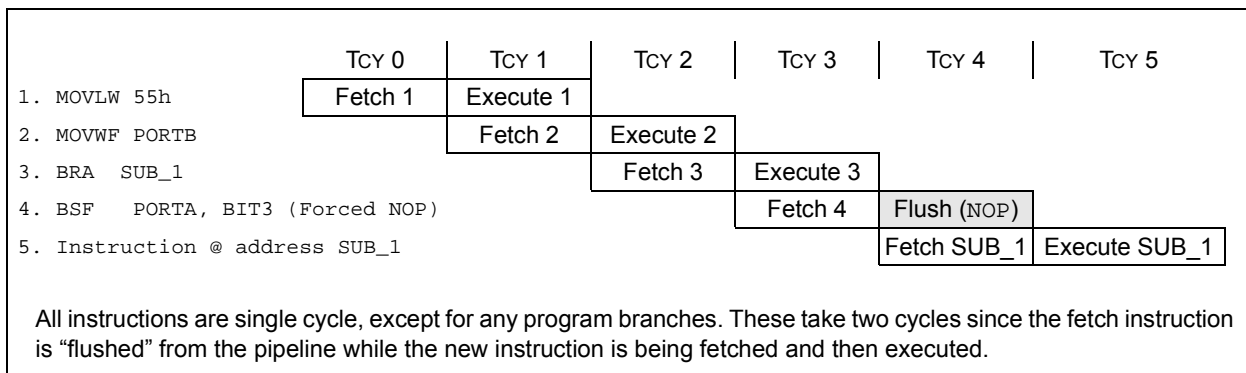 TCY 0 TCY 1 TCY 2 TCY 3 TCY 4 TCY 5
1. MOVLW 55h Fetch 1 Execute 1
2. MOVWF PORTB Fetch 2 Execute 2
3. BRA SUB_1 Fetch 3 Execute 3
4. BSF PORTA, BIT3 (Forced NOP) Fetch 4 Flush (NOP)
5. Instruction @ address SUB_1 Fetch SUB_1 Execute SUB_1
All instructions are single cycle, except for any program branches. These take two cycles since the fetch instruction
is “flushed” from the pipeline while the new instruction is being fetched and then executed.